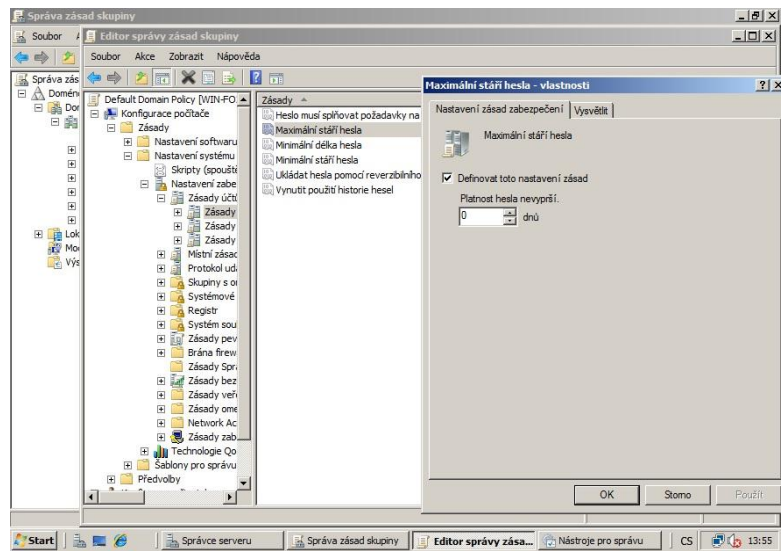 Správa zásad skupiny
Soubor
Editor správy zásad skupiny
Soubor Akce Zobrazit Nápověda
Správa zás
Domén
Dor
Lok
Mod
Výs
Default Domain Policy [WIN-FO
Konfigurace počítače
Zásady
Nastavení softwaru
Nastavení systému
Skripty (spouště
Nastavení zabe
Zásady účtů
Zásady
Zásady
Zásady
Místní zásad
Protokol udá
Skupiny s o
Systémové
Registr
Systém sou
Zásady pev
Brána firew
Zásady Sprá
Zásady bez
Zásady veře
Zásady ome
Network Ac
Zásady zab
Technologie Qo
Šablony pro správu
Předvolby
Zásady
Heslo musí splňovat požadavky na
Maximální stáří hesla
Minimální délka hesla
Minimální stáří hesla
Ukládat hesla pomocí reverzibilního
Vynutit použití historie hesel
Maximální stáří hesla - vlastnosti
Nastavení zásad zabezpečení Vysvětlit
Maximální stáří hesla
Definovat toto nastavení zásad
Platnost hesla nevyprší.
0 dnů
OK Storno Použít
Start Správce serveru Správa zásad skupiny Editor správy zása... Nástroje pro správu CS 13:55